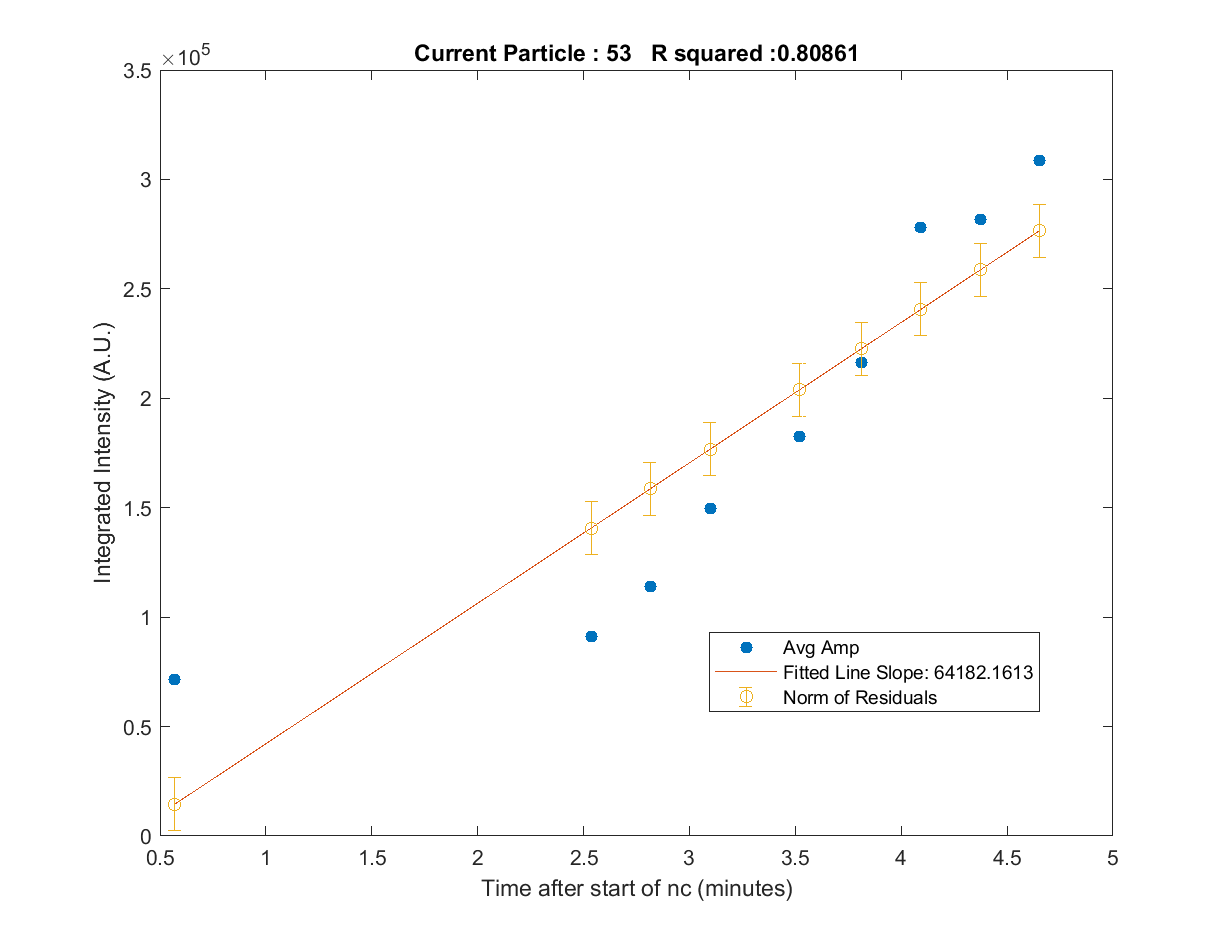 Current Particle : 53 R squared :0.80861
×10^5
3.5
3
2.5
2
1.5
1
0.5
0
Integrated Intensity (A.U.)
Avg Amp
Fitted Line Slope: 64182.1613
Norm of Residuals
0.5 1 1.5 2 2.5 3 3.5 4 4.5 5
Time after start of nc (minutes)